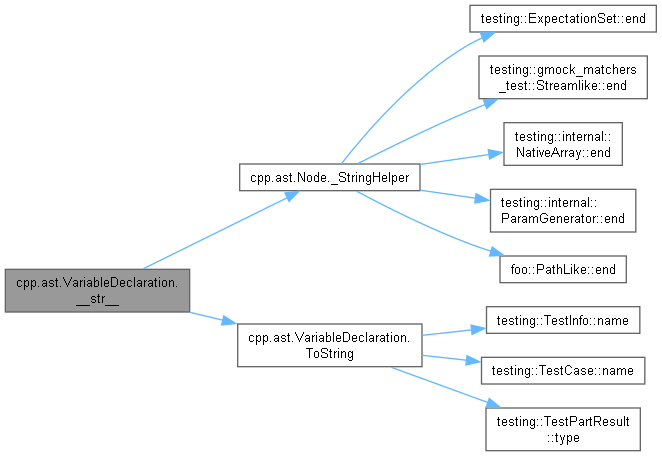 testing::ExpectationSet::end
testing::gmock_matchers
_test::Streamlike::end
testing::internal::
NativeArray::end
cpp.ast.Node._StringHelper
testing::internal::
ParamGenerator::end
foo::PathLike::end
cpp.ast.VariableDeclaration.
__str__
testing::TestInfo::name
cpp.ast.VariableDeclaration.
ToString
testing::TestCase::name
testing::TestPartResult
::type